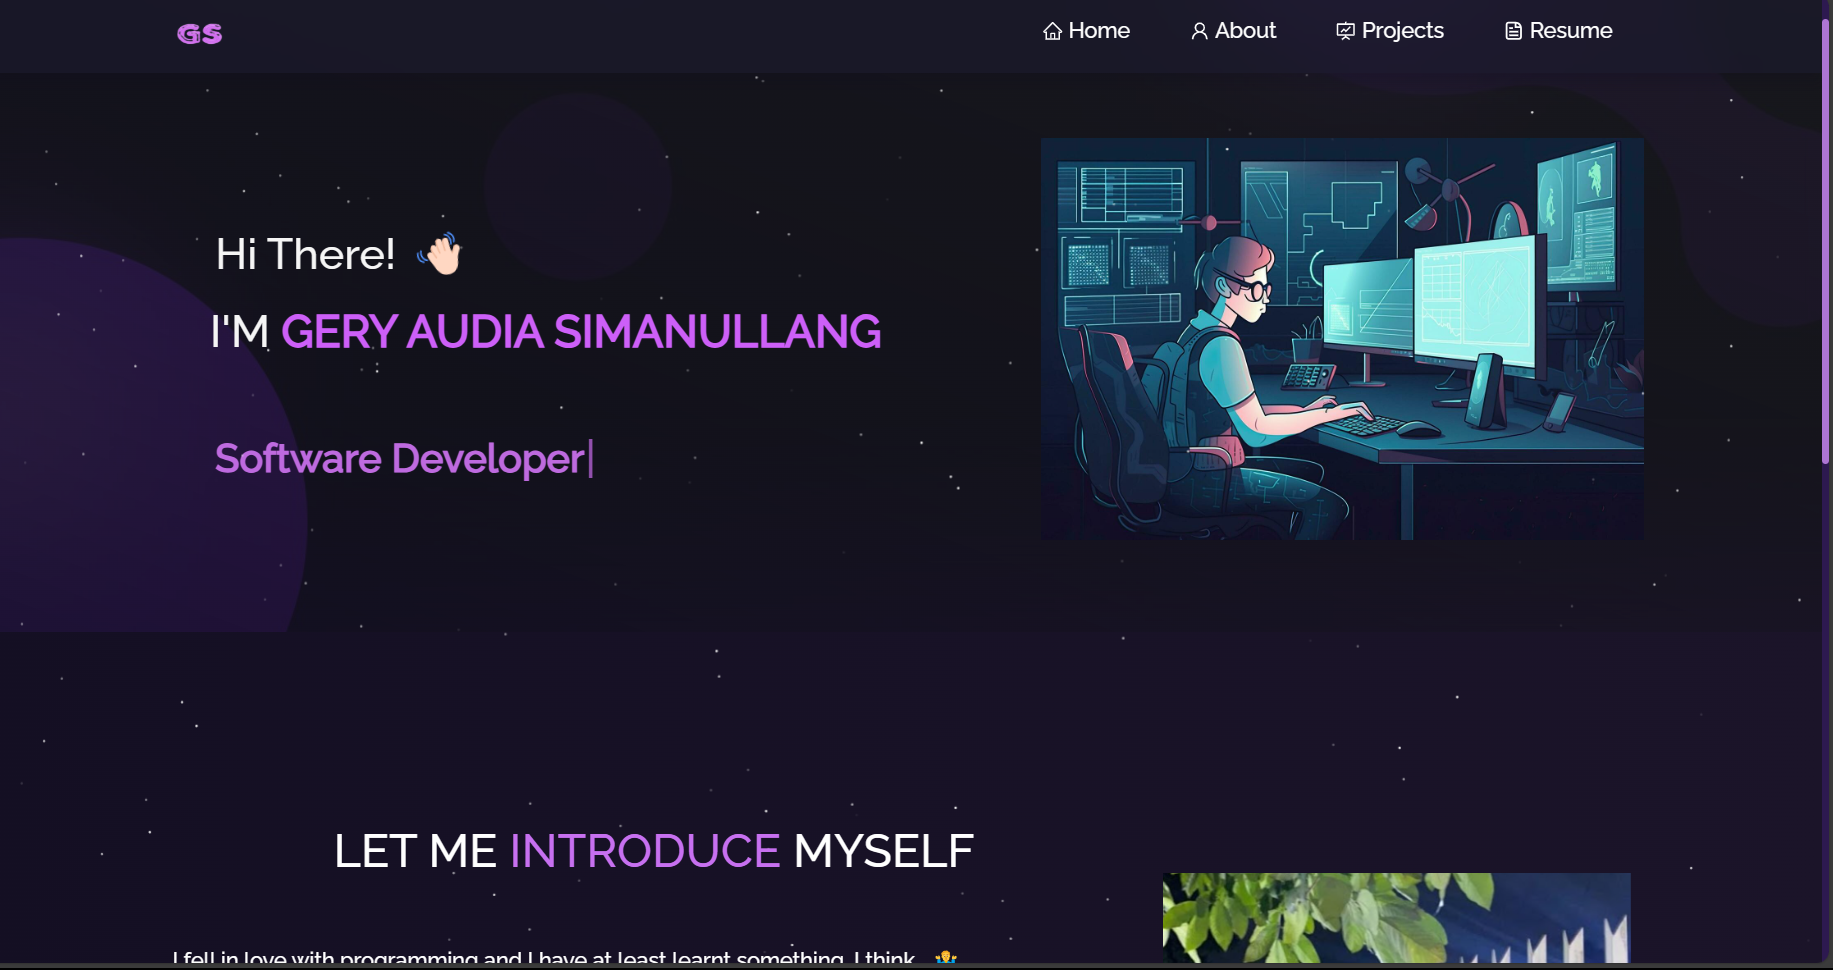 GS
Home About Projects Resume
Hi There! 👋🏻
I'M GERY AUDIA SIMANULLANG
Software Developer|
LET ME INTRODUCE MYSELF
I fell in love with programming and I have at least learnt something, I think… 🤷‍♂️